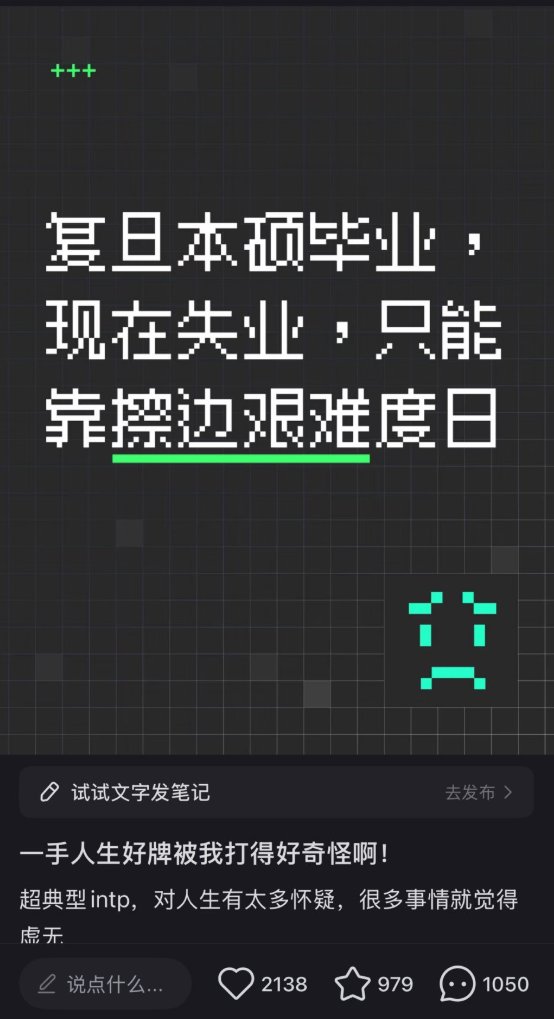 +++
复旦本硕毕业，
现在失业，只能
靠擦边艰难度日
试试文字发笔记 去发布
一手人生好牌被我打得好奇怪啊！
超典型intp，对人生有太多怀疑，很多事情就觉得
虚无
说点什么... 2138 979 1050